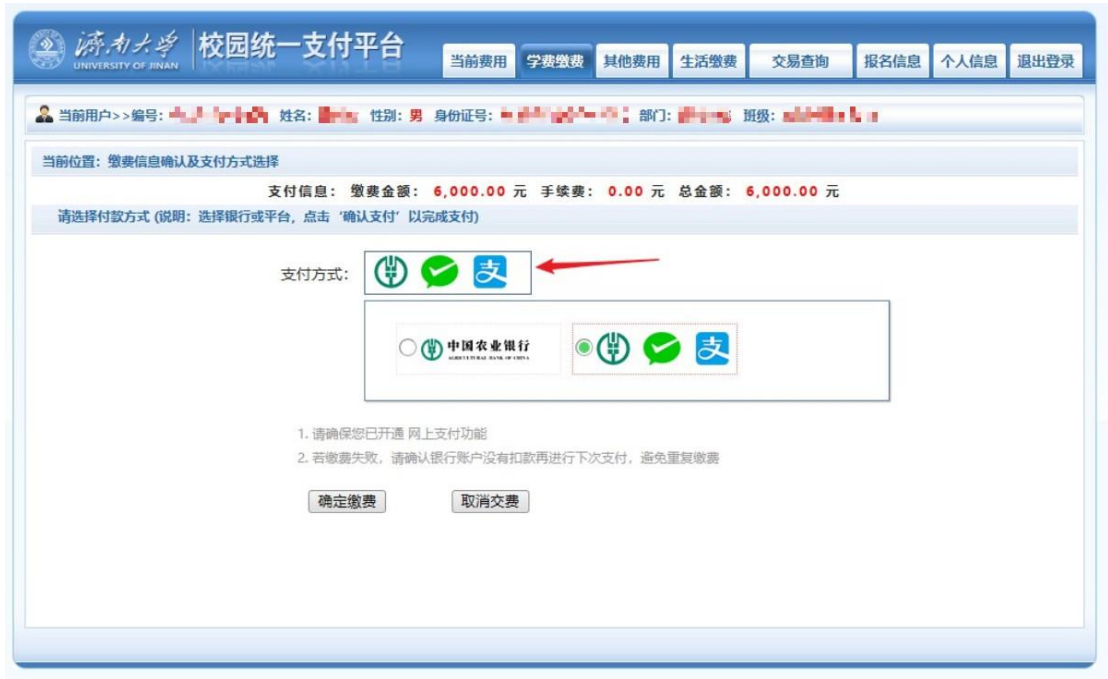 济南大学
UNIVERSITY OF JINAN
校园统一支付平台
当前费用 学费缴费 其他费用 生活缴费 交易查询 报名信息 个人信息 退出登录
当前用户>>编号: 姓名: 性别: 男 身份证号: 部门: 班级:
当前位置: 缴费信息确认及支付方式选择
支付信息: 缴费金额: 6,000.00 元 手续费: 0.00 元 总金额: 6,000.00 元
请选择付款方式 (说明: 选择银行或平台, 点击 ‘确认支付’ 以完成支付)
支付方式: 支
中国农业银行 支
AGRICULTURAL BANK OF CHINA
1. 请确保您已开通 网上支付功能
2. 若缴费失败, 请确认银行账户没有扣款再进行下次支付, 避免重复缴费
确定缴费 取消交费